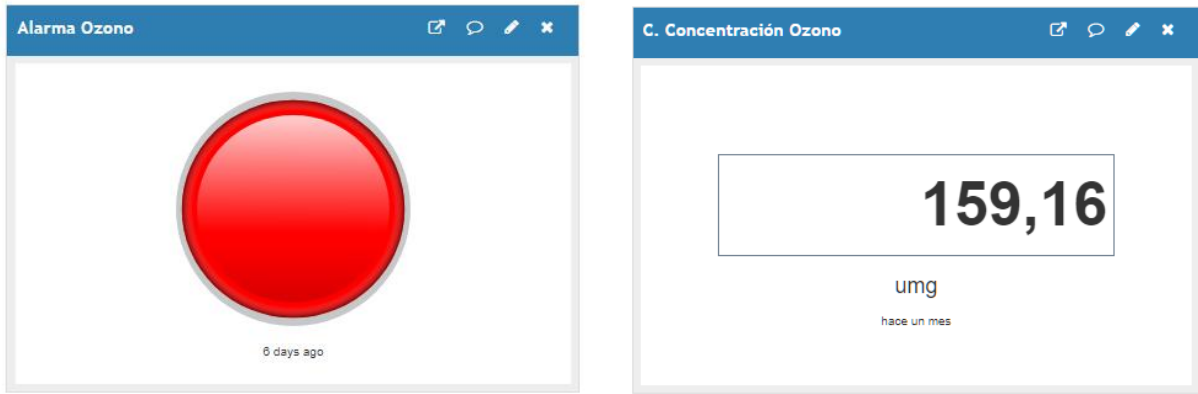 Alarma Ozono
6 days ago
C. Concentración Ozono
159,16
umg
hace un mes